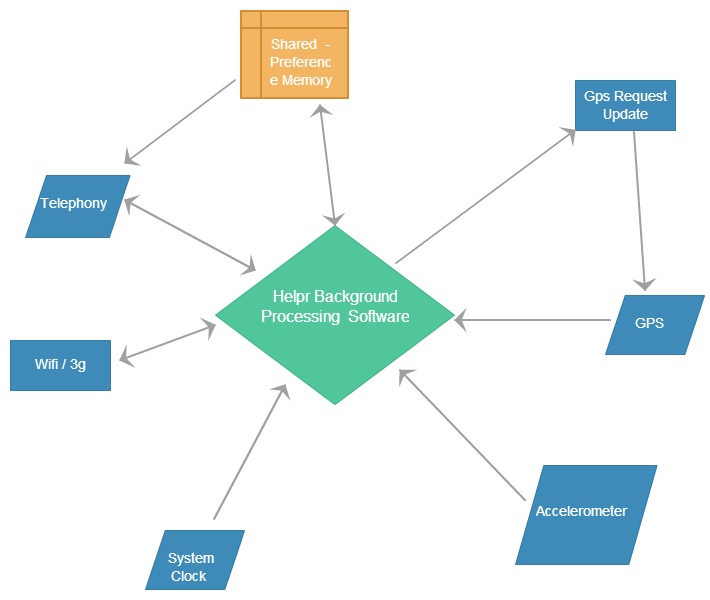 Shared -
Preferenc
e Memory
Gps Request
Update
Telephony
Helpr Background
Processing Software
GPS
Wifi / 3g
Accelerometer
System
Clock